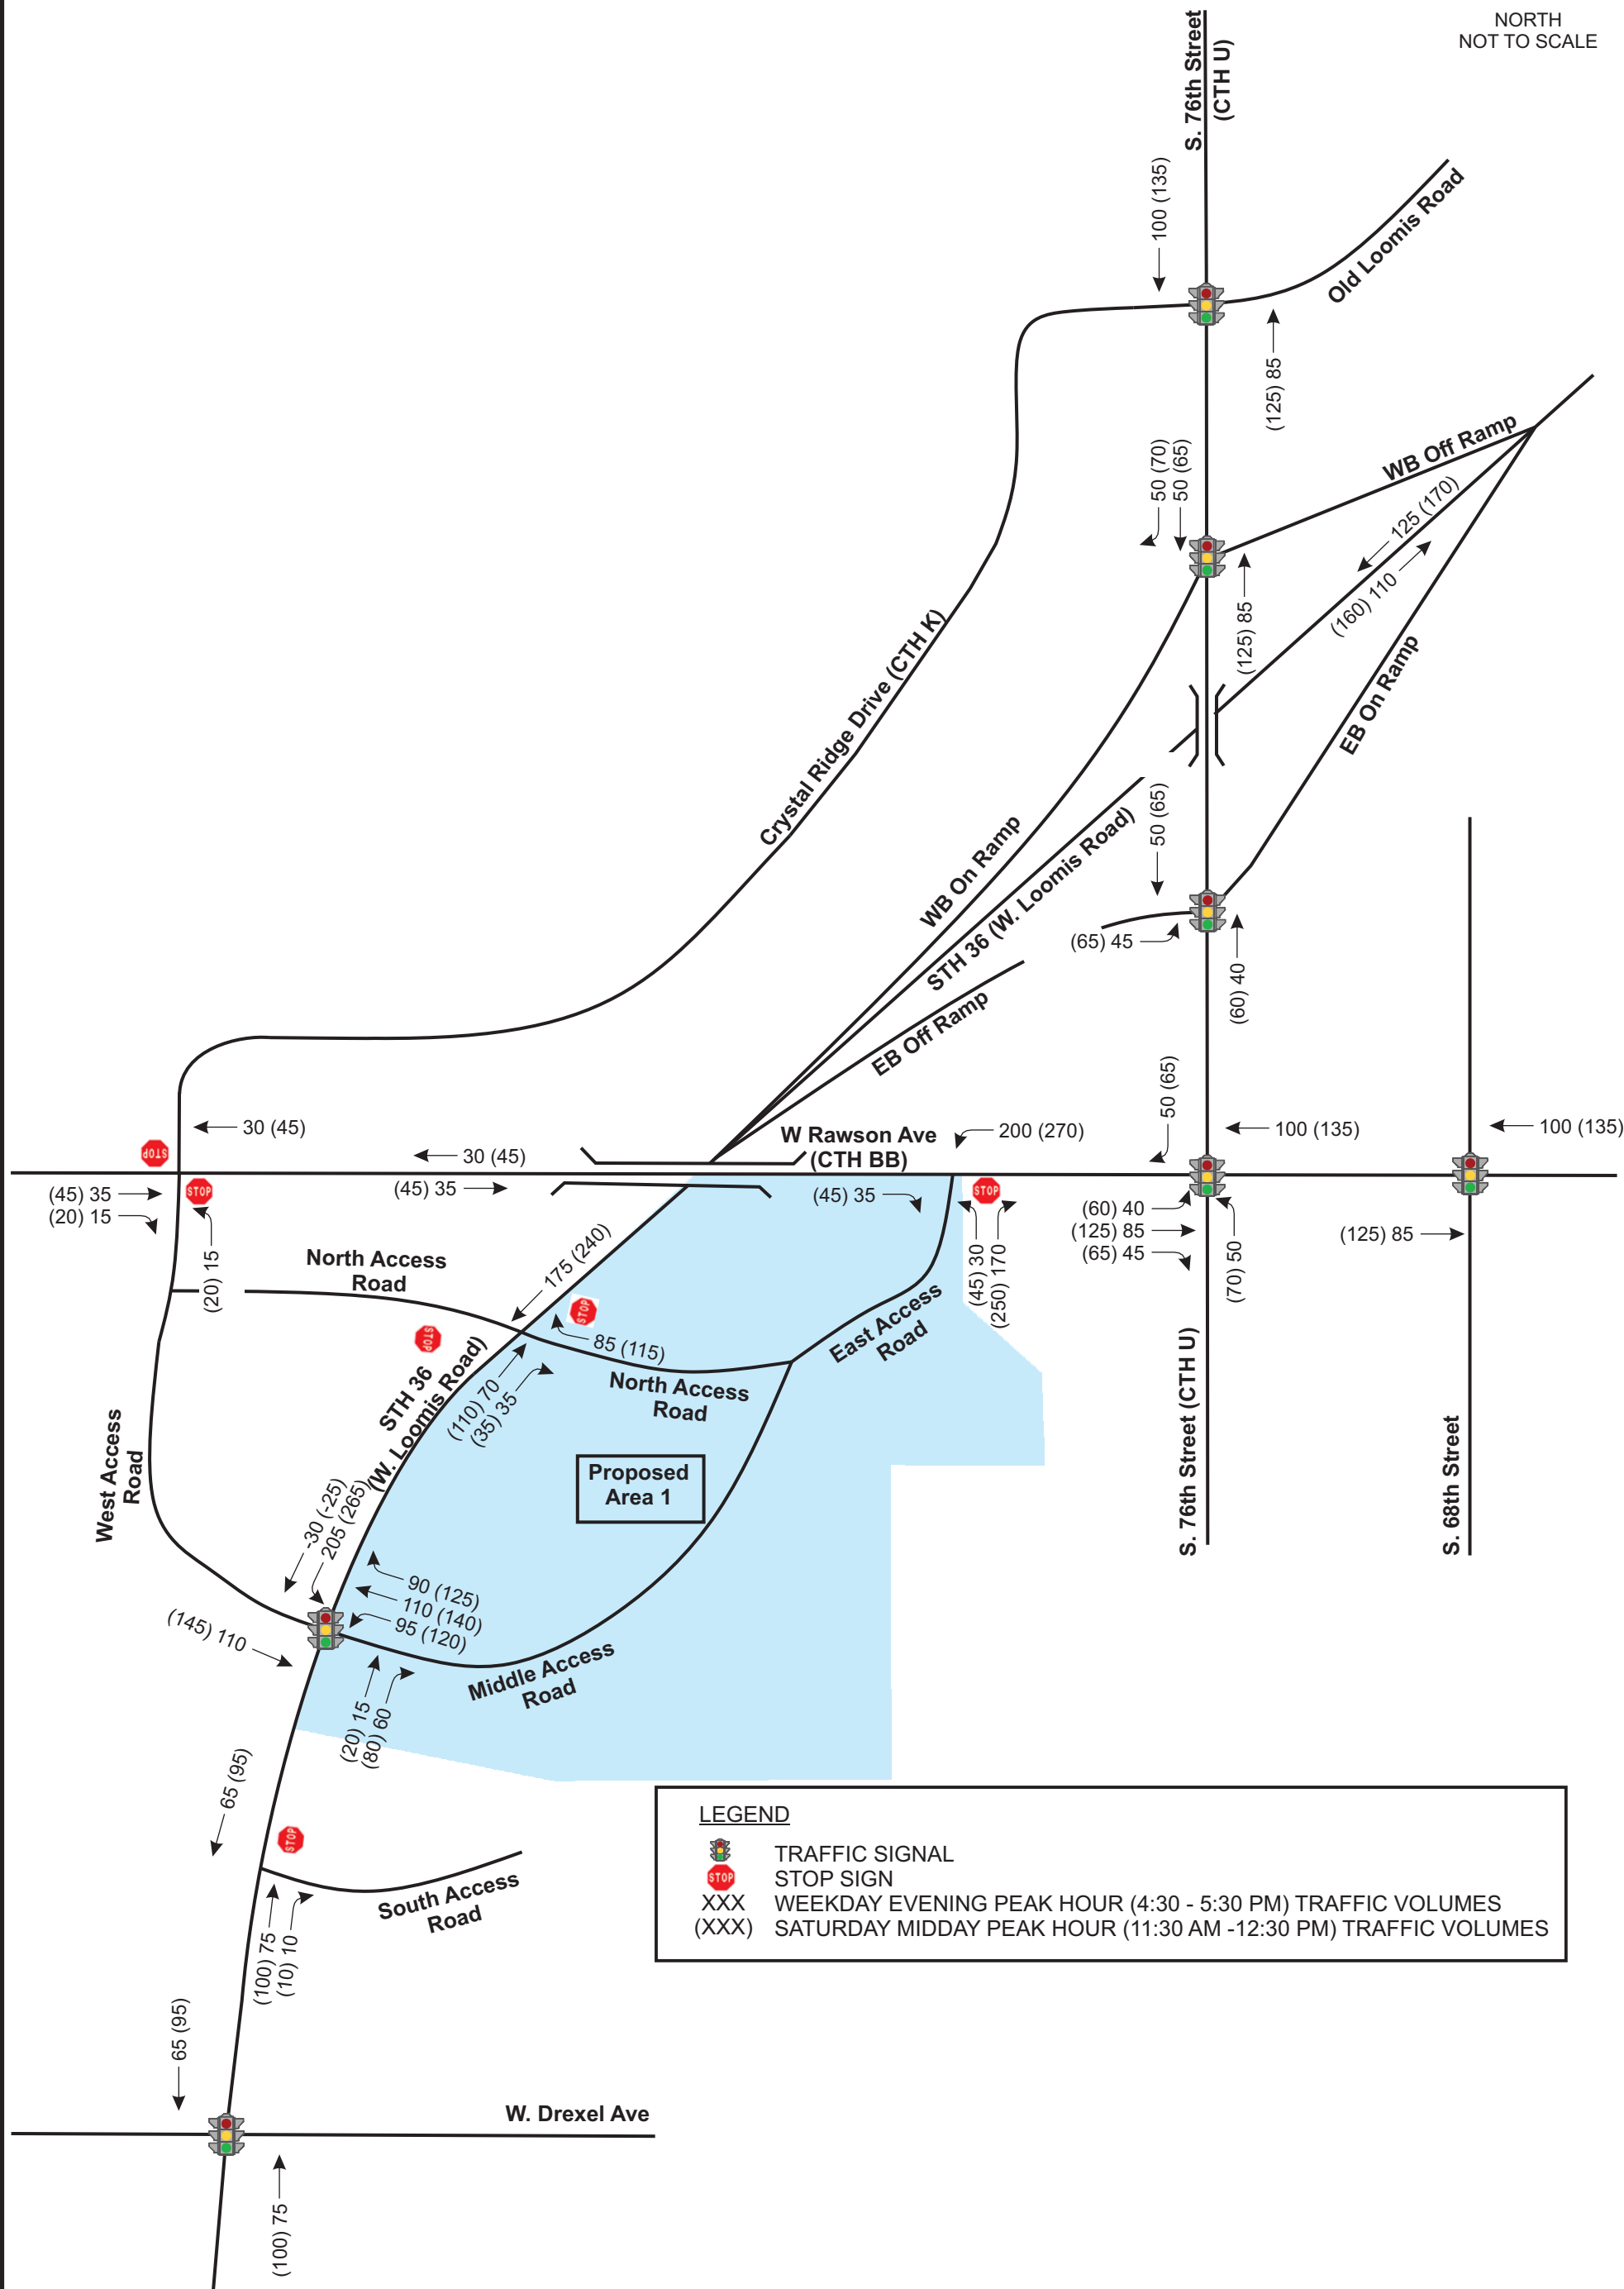 NORTH
NOT TO SCALE
S. 76th Street
(CTH U)
100 (135)
Old Loomis Road
(125) 85
WB Off Ramp
50 (70)
50 (65)
125 (170)
(160) 110
(125) 85
EB On Ramp
Crystal Ridge Drive (CTH K)
50 (65)
WB On Ramp
STH 36 (W. Loomis Road)
(65) 45
(60) 40
EB Off Ramp
50 (65)
30 (45)
W Rawson Ave
(CTH BB)
200 (270)
100 (135)
100 (135)
STOP
30 (45)
(45) 35
(45) 35
(20) 15
STOP
(45) 35
STOP
(60) 40
(125) 85
(65) 45
(70) 50
(125) 85
(20) 15
North Access
Road
175 (240)
(45) 30
(250) 170
STOP
STOP
85 (115)
East Access
Road
STH 36
(W. Loomis Road)
(110) 70
(35) 35
North Access
Road
S. 76th Street (CTH U)
S. 68th Street
West Access
Road
Proposed
Area 1
-30 (-25)
205 (265)
90 (125)
110 (140)
95 (120)
(145) 110
Middle Access
Road
(20) 15
(80) 60
65 (95)
STOP
South Access
Road
(100) 75
(10) 10
LEGEND
TRAFFIC SIGNAL
STOP STOP SIGN
XXX WEEKDAY EVENING PEAK HOUR (4:30 - 5:30 PM) TRAFFIC VOLUMES
(XXX) SATURDAY MIDDAY PEAK HOUR (11:30 AM -12:30 PM) TRAFFIC VOLUMES
65 (95)
W. Drexel Ave
(100) 75